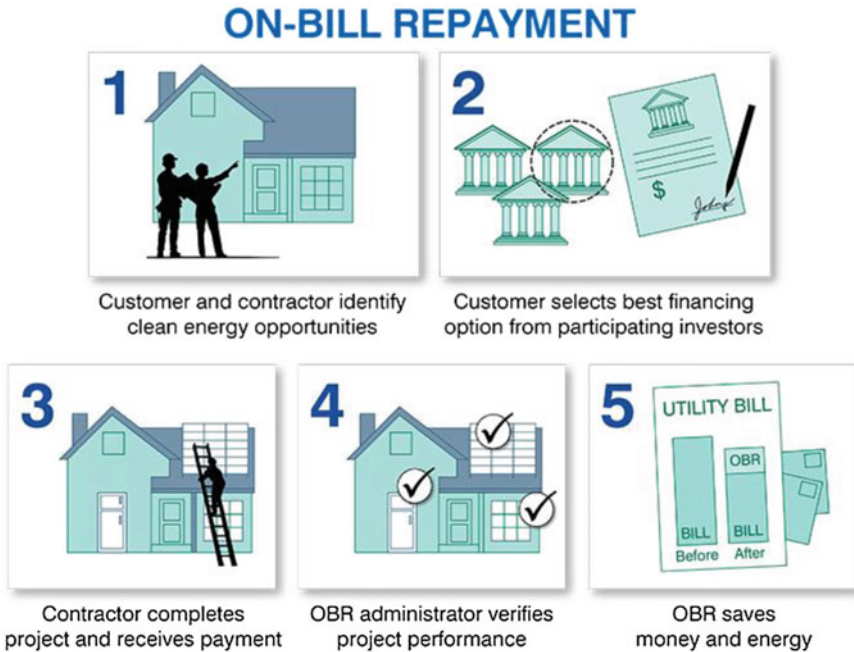 ON-BILL REPAYMENT
1
Customer and contractor identify
clean energy opportunities
2
$
John
Customer selects best financing
option from participating investors
3
Contractor completes
project and receives payment
4
OBR administrator verifies
project performance
5
UTILITY BILL
OBR
BILL BILL
Before After
OBR saves
money and energy